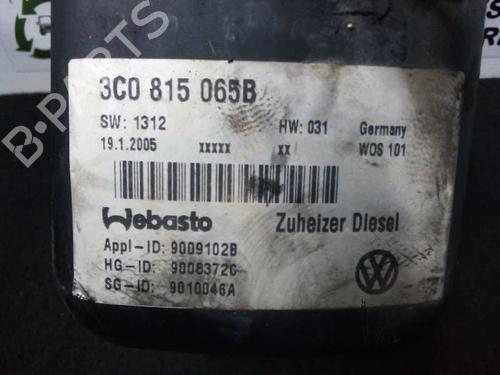 3C0 815 065B
SW: 1312 HW: 031 Germany
19.1.2005 xxxxx xx WOS 101
Webasto Zuheizer Diesel
Appl-ID: 9009102B
HG-ID: 9008372C
SG-ID: 9010046A
B-PARTS